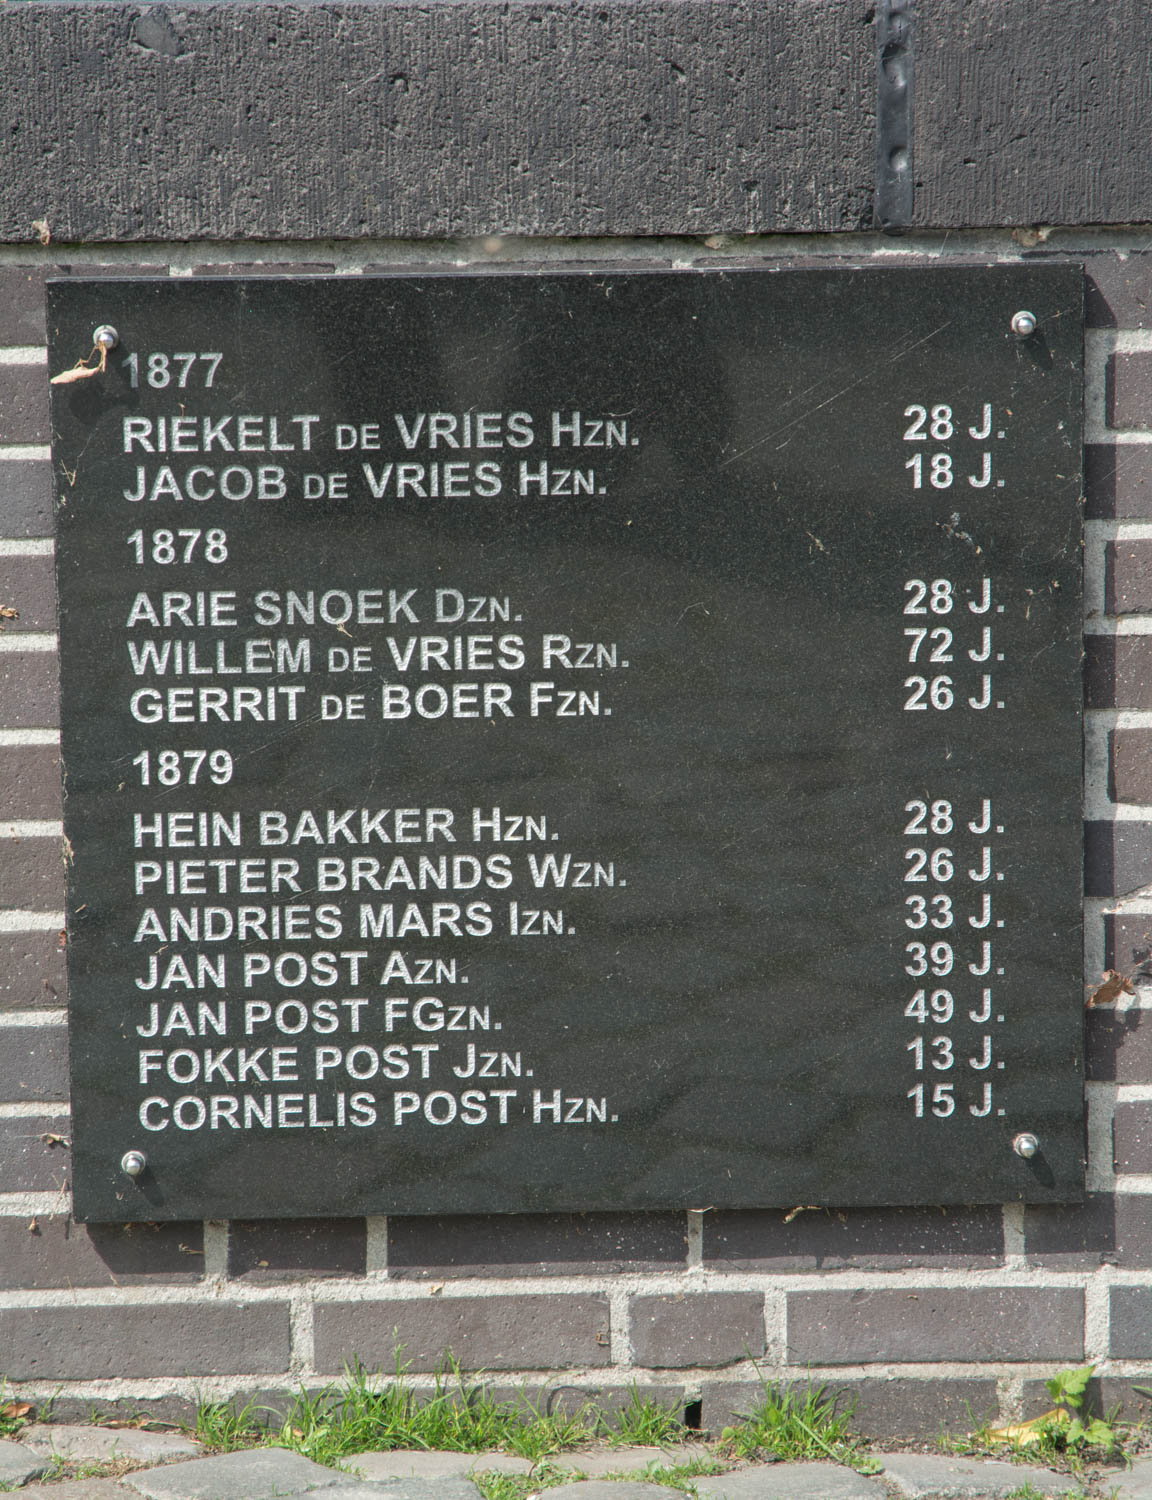 1877
RIEKELT DE VRIES HZN. 28 J.
JACOB DE VRIES HZN. 18 J.
1878
ARIE SNOEK DZN. 28 J.
WILLEM DE VRIES RZN. 72 J.
GERRIT DE BOER FZN. 26 J.
1879
HEIN BAKKER HZN. 28 J.
PIETER BRANDS WZN. 26 J.
ANDRIES MARS IZN. 33 J.
JAN POST AZN. 39 J.
JAN POST FGZN. 49 J.
FOKKE POST JZN. 13 J.
CORNELIS POST HZN. 15 J.